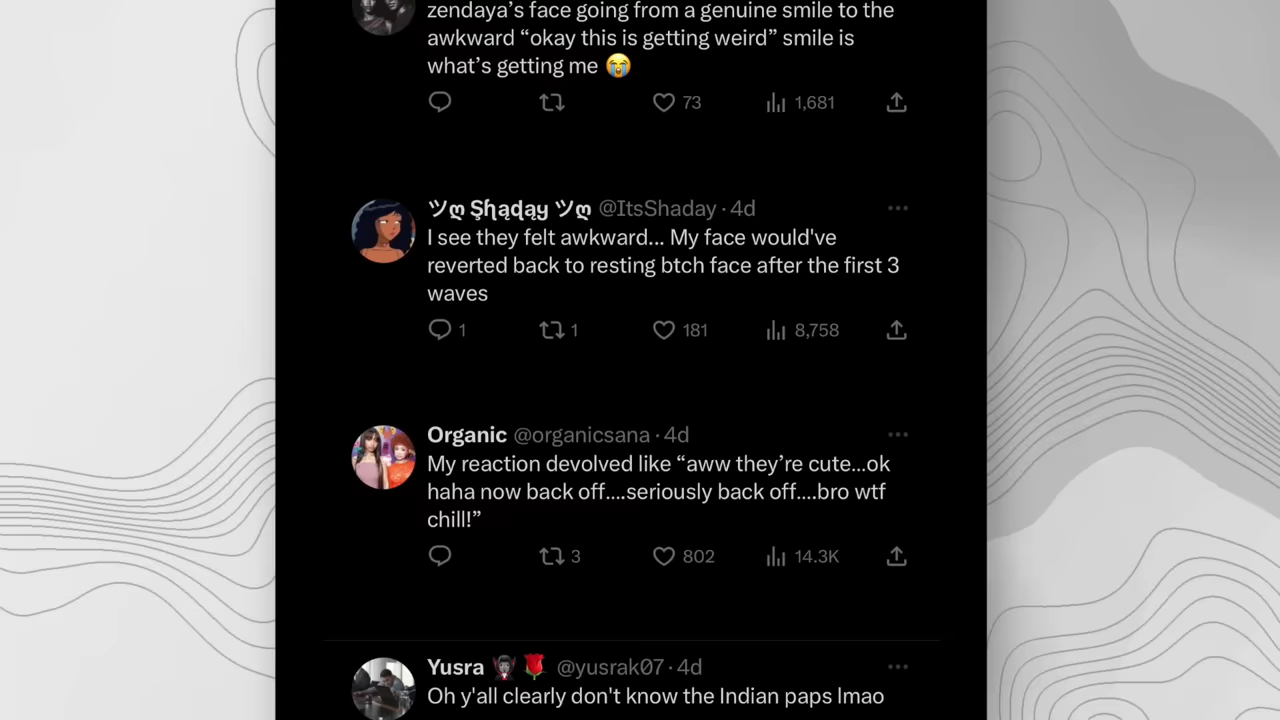 zendaya’s face going from a genuine smile to the
awkward “okay this is getting weird” smile is
what’s getting me 😭
73 1,681
ツღ Şɧąɖąყ ツღ @ItsShaday · 4d
I see they felt awkward... My face would've
reverted back to resting btch face after the first 3
waves
1 1 181 8,758
Organic @organicsana · 4d
My reaction devolved like “aww they’re cute...ok
haha now back off....seriously back off....bro wtf
chill!”
3 802 14.3K
Yusra 🧛🏻‍♂️🌹 @yusrak07 · 4d
Oh y'all clearly don't know the Indian paps lmao